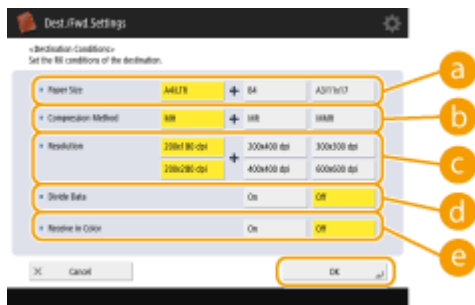 Dest./Fwd.Settings
<Destination Conditions>
Set the RX conditions of the destination.
Paper Size A4/LTR + B4 A3/11x17 a
Compression Method MH + MR MMR b
Resolution 200x100 dpi + 200x400 dpi 300x300 dpi c
200x200 dpi 400x400 dpi 600x600 dpi
Divide Data On Off d
Receive in Color On Off e
Cancel OK